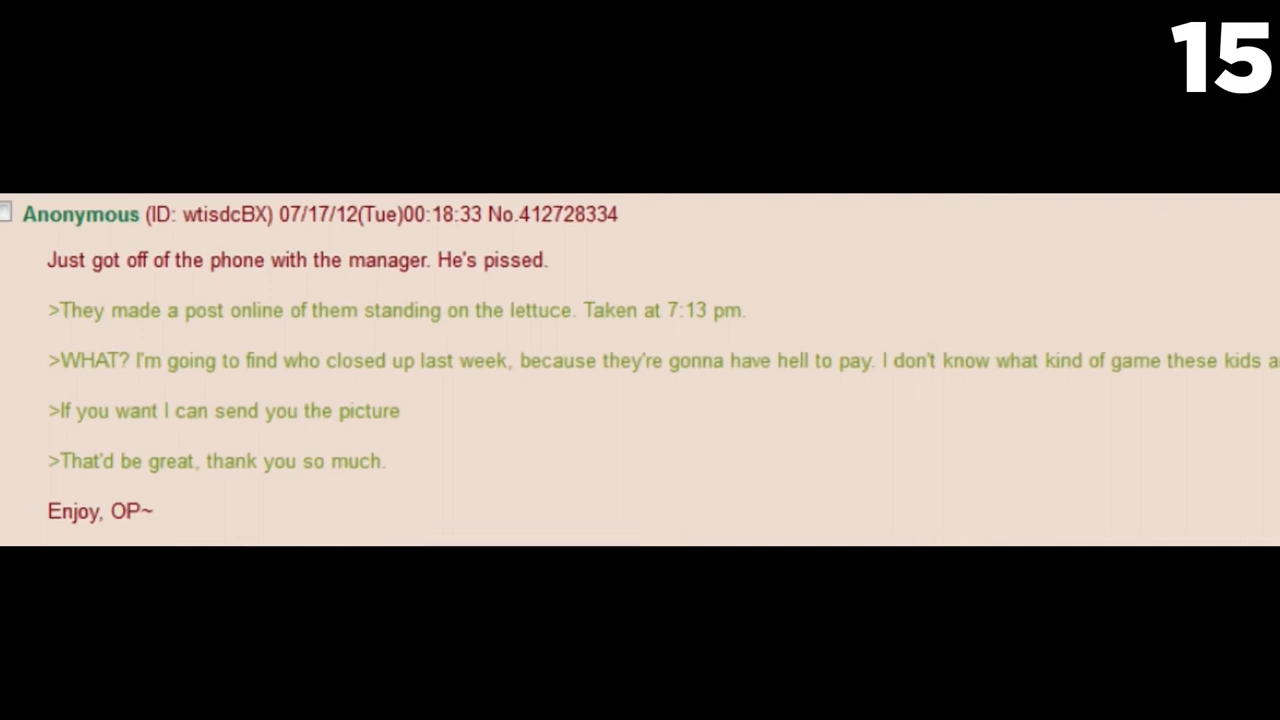 15
Anonymous (ID: wtisdcBX) 07/17/12(Tue)00:18:33 No.412728334
Just got off of the phone with the manager. He's pissed.
>They made a post online of them standing on the lettuce. Taken at 7:13 pm.
>WHAT? I'm going to find who closed up last week, because they're gonna have hell to pay. I don't know what kind of game these kids a
>If you want I can send you the picture
>That'd be great, thank you so much.
Enjoy, OP~